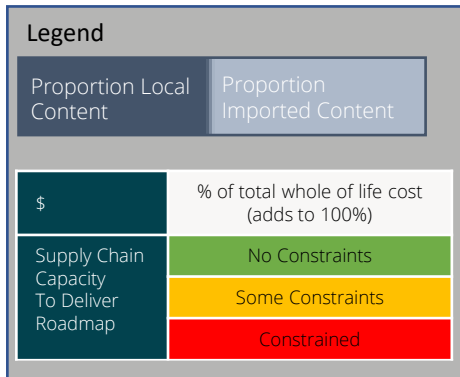 Legend
Proportion Local
Content
Proportion
Imported Content
$
% of total whole of life cost
(adds to 100%)
Supply Chain
Capacity
To Deliver
Roadmap
No Constraints
Some Constraints
Constrained